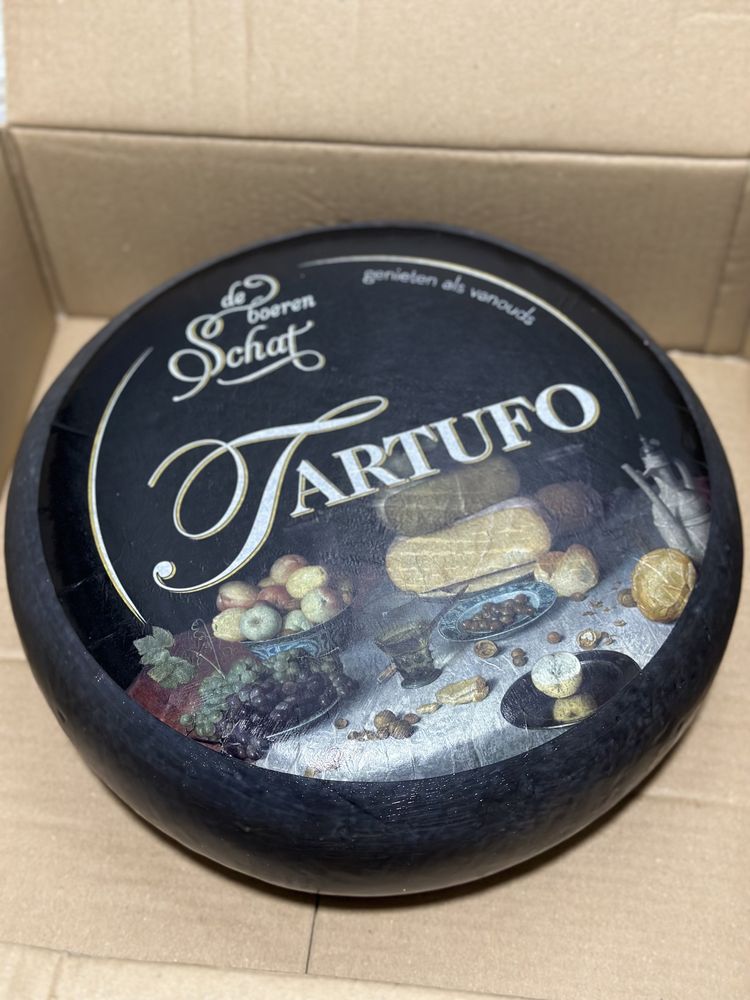 de
boeren
Schat
genieten als vanouds
TARTUFO